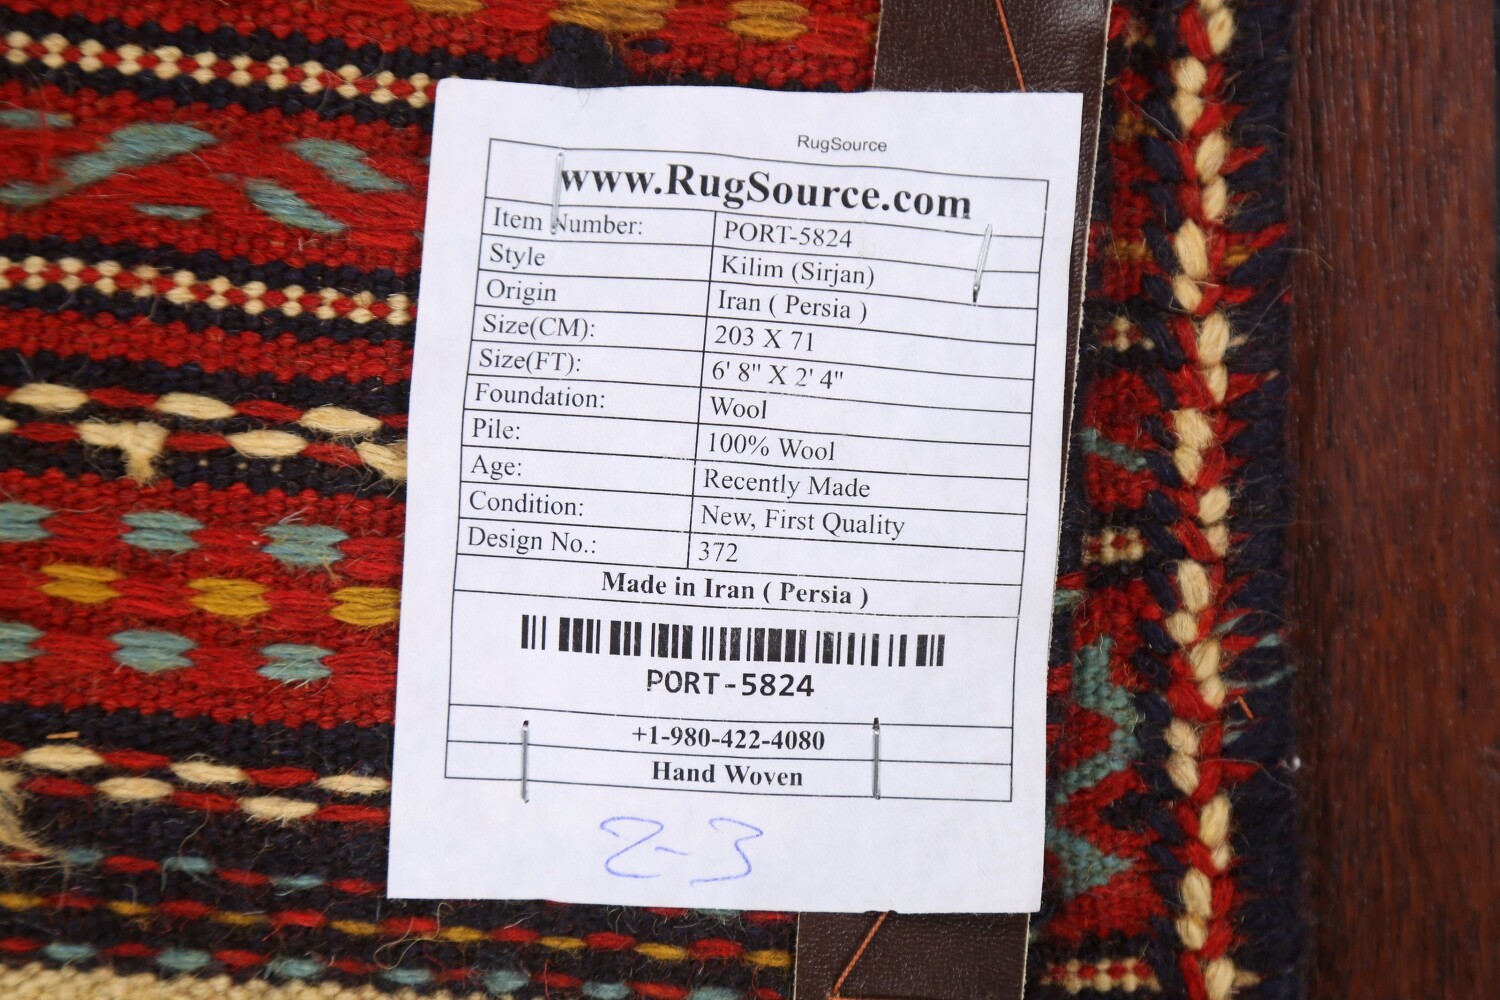 RugSource
www.RugSource.com
Item Number: PORT-5824
Style Kilim (Sirjan)
Origin Iran ( Persia )
Size(CM): 203 X 71
Size(FT): 6' 8" X 2' 4"
Foundation: Wool
Pile: 100% Wool
Age: Recently Made
Condition: New, First Quality
Design No.: 372
Made in Iran ( Persia )
PORT-5824
+1-980-422-4080
Hand Woven
2-3